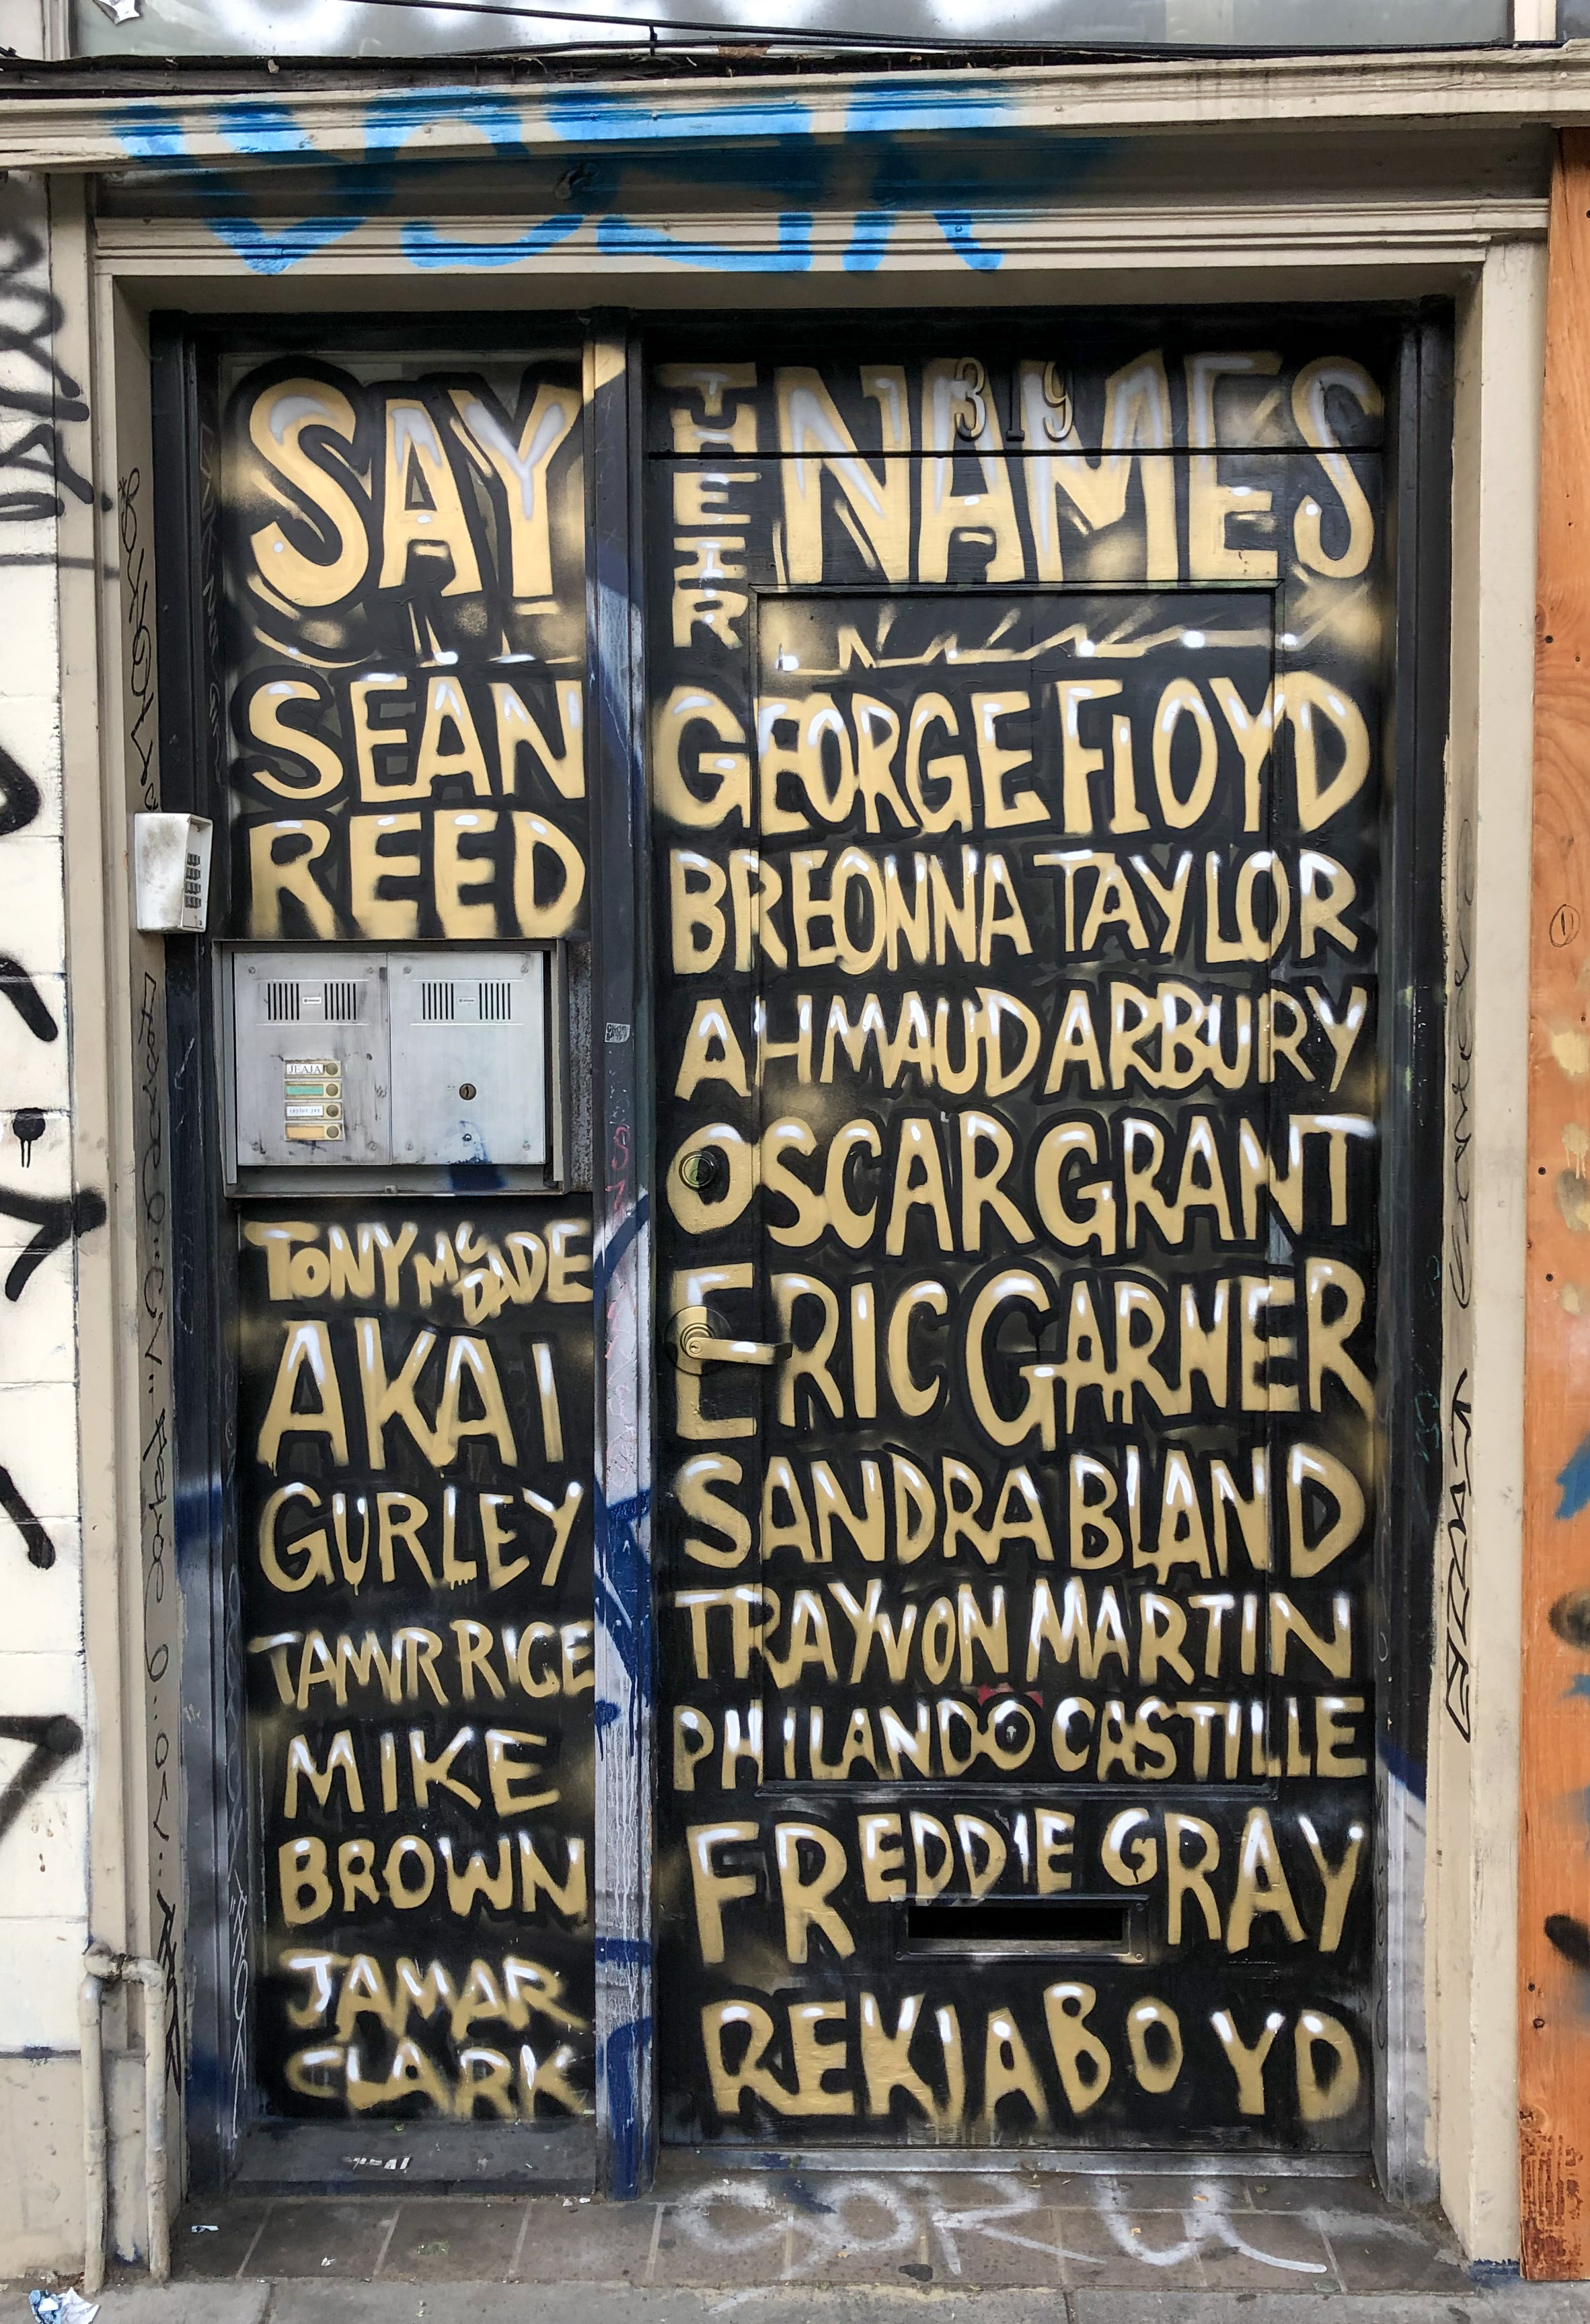 SAY THEIR NAMES
319
SEAN
REED
JEAJA
TONY MCDADE
AKAI
GURLEY
TAMIR RICE
MIKE
BROWN
JAMAR
CLARK
GEORGE FLOYD
BREONNA TAYLOR
AHMAUD ARBURY
OSCAR GRANT
ERIC GARNER
SANDRA BLAND
TRAYVON MARTIN
PHILANDO CASTILLE
FREDDIE GRAY
REKIA BOYD